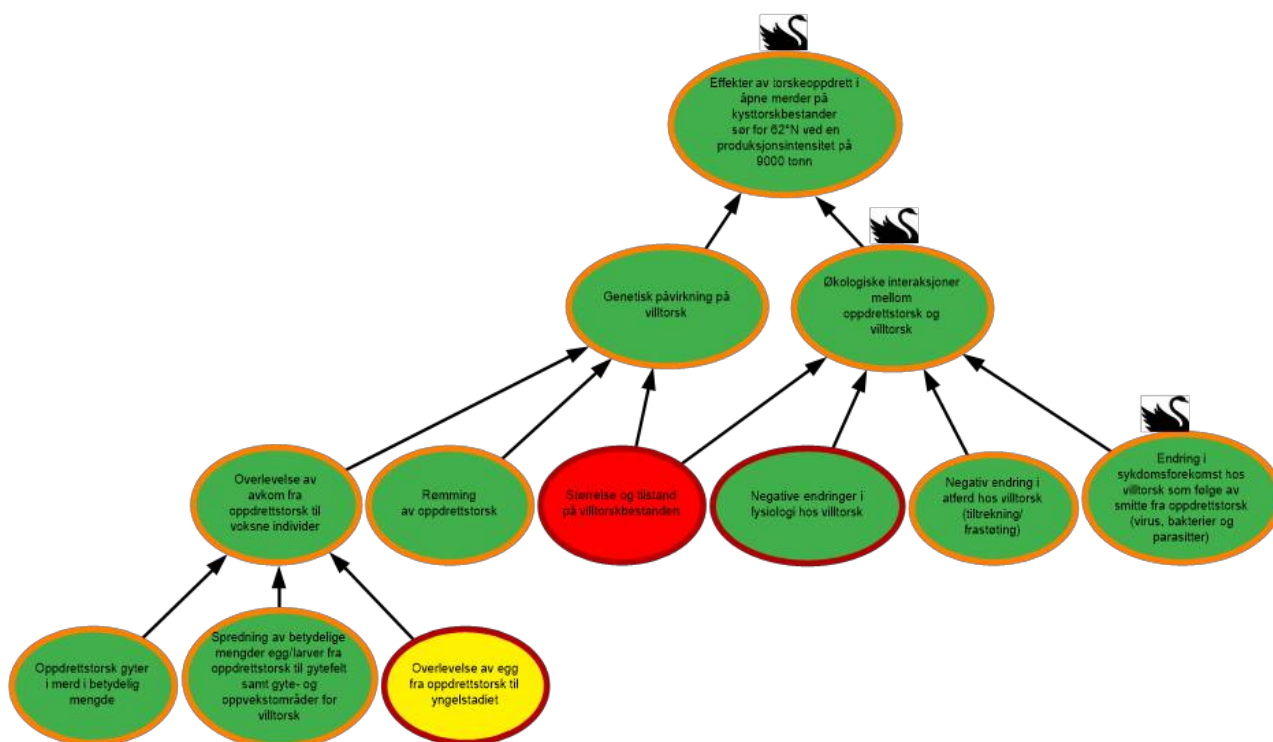 Effekter av torskeoppdrett i
åpne merder på
kysttorskbestander
sør for 62°N ved en
produksjonsintensitet på
9000 tonn
Genetisk påvirkning på
villtorsk
Økologiske interaksjoner
mellom
oppdrettstorsk og
villtorsk
Overlevelse av
avkom fra
oppdrettstorsk til
voksne individer
Rømming
av oppdrettstorsk
Størrelse og tilstand
på villtorskbestanden
Negative endringer i
fysiologi hos villtorsk
Negativ endring i
atferd hos villtorsk
(tiltrekning/
frastøting)
Endring i
sykdomsforekomst hos
villtorsk som følge av
smitte fra oppdrettstorsk
(virus, bakterier og
parasitter)
Oppdrettstorsk gyter
i merd i betydelig
mengde
Spredning av betydelige
mengder egg/larver fra
oppdrettstorsk til gytefelt
samt gyte- og
oppvekstområder for
villtorsk
Overlevelse av egg
fra oppdrettstorsk til
yngelstadiet